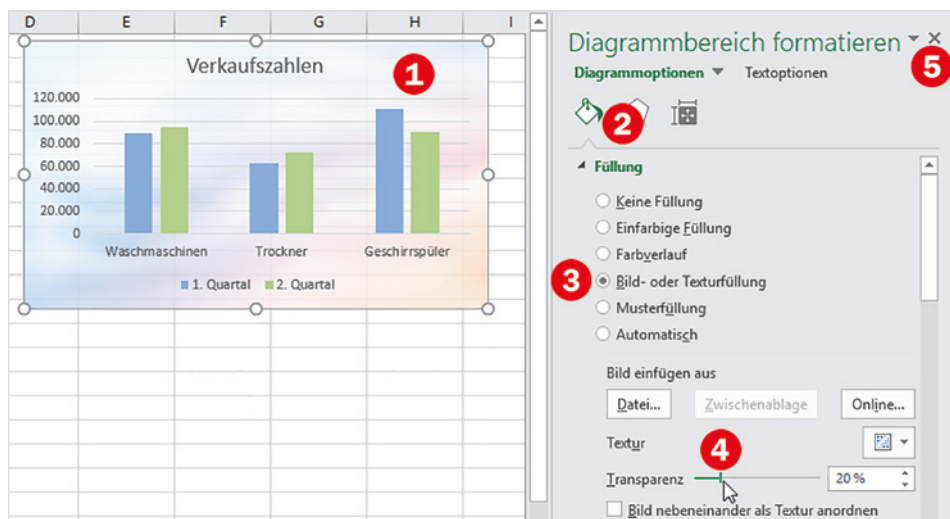 D E F G H I
Verkaufszahlen
1
120.000
100.000
80.000
60.000
40.000
20.000
0
Waschmaschinen Trockner Geschirrspüler
1. Quartal 2. Quartal
Diagrammbereich formatieren
5
Diagrammoptionen Textoptionen
2
Füllung
Keine Füllung
Einfarbige Füllung
Farbverlauf
3
Bild- oder Texturfüllung
Musterfüllung
Automatisch
Bild einfügen aus
Datei... Zwischenablage Online...
Textur
4
Transparenz 20 %
Bild nebeneinander als Textur anordnen